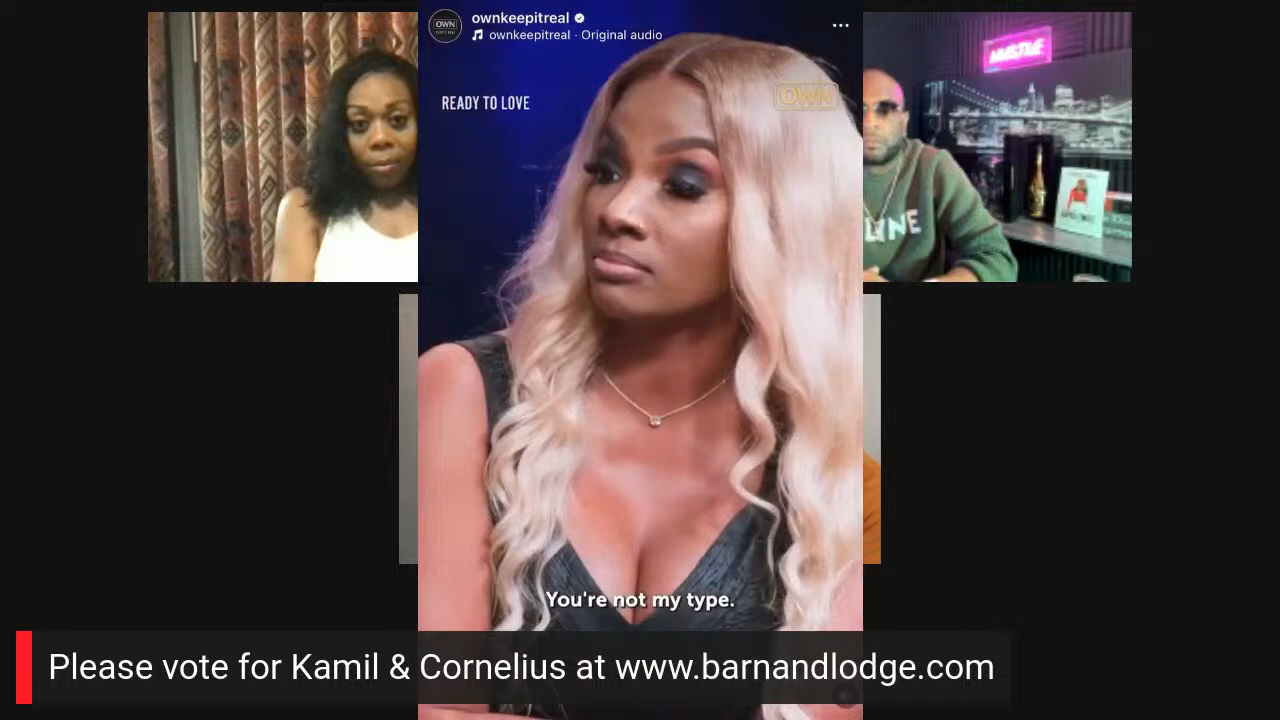 OWN
ownkeepitreal
ownkeepitreal · Original audio
READY TO LOVE
OWN
You're not my type.
Please vote for Kamil & Cornelius at www.barnandlodge.com